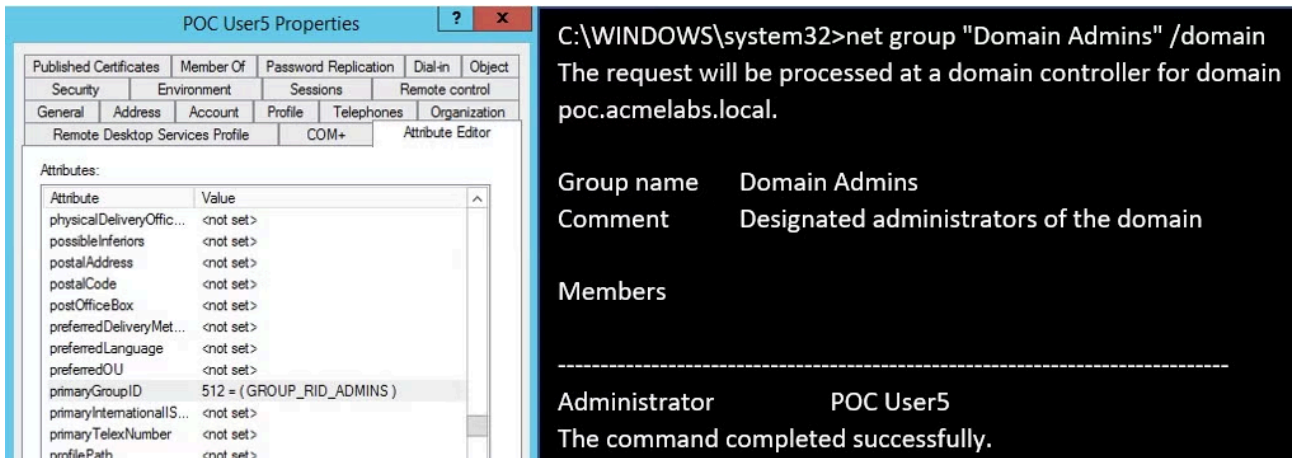 POC User5 Properties
? x
Published Certificates Member Of Password Replication Dial-in Object
Security Environment Sessions Remote control
General Address Account Profile Telephones Organization
Remote Desktop Services Profile COM+ Attribute Editor
Attributes:
Attribute Value
physicalDeliveryOffic... <not set>
possibleInferiors <not set>
postalAddress <not set>
postalCode <not set>
postOfficeBox <not set>
preferredDeliveryMet... <not set>
preferredLanguage <not set>
preferredOU <not set>
primaryGroupID 512 = ( GROUP_RID_ADMINS )
primaryInternationalIS... <not set>
primaryTelexNumber <not set>
profilePath <not set>
C:\WINDOWS\system32>net group "Domain Admins" /domain
The request will be processed at a domain controller for domain
poc.acmelabs.local.
Group name Domain Admins
Comment Designated administrators of the domain
Members
-------------------------------------------------------------------------------
Administrator POC User5
The command completed successfully.